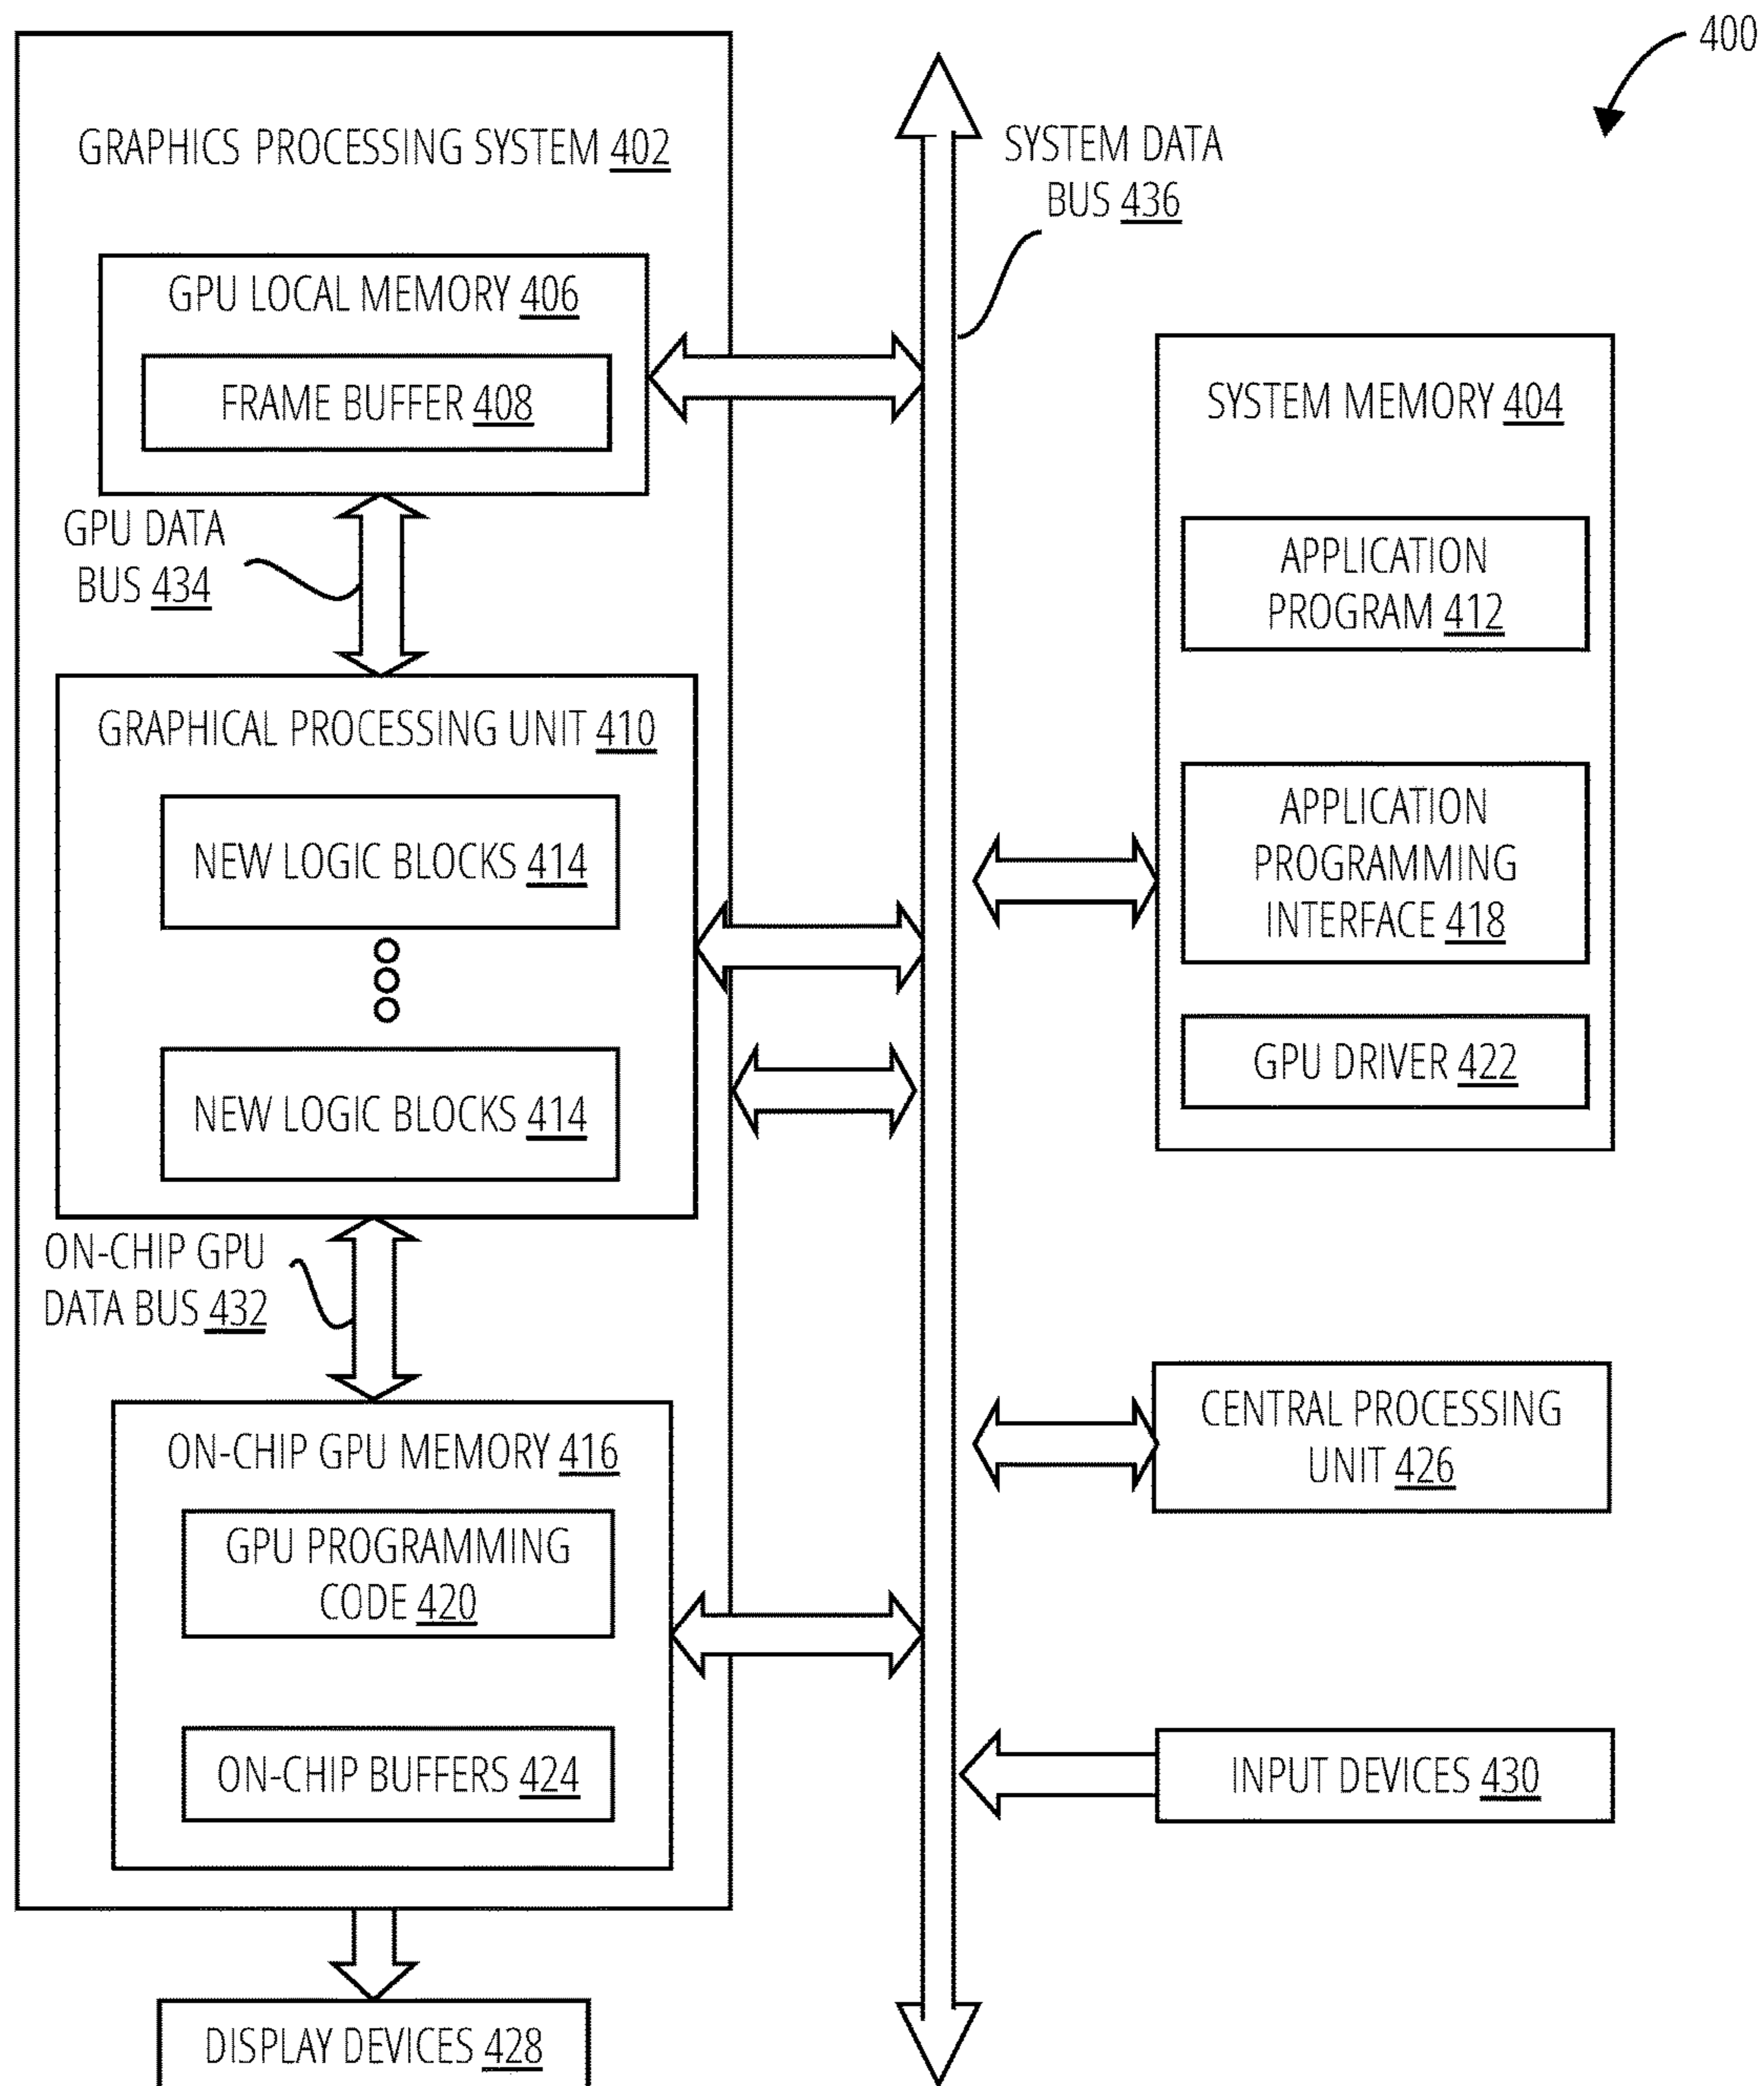 400
GRAPHICS PROCESSING SYSTEM 402
GPU LOCAL MEMORY 406
FRAME BUFFER 408
GPU DATA
BUS 434
GRAPHICAL PROCESSING UNIT 410
NEW LOGIC BLOCKS 414
NEW LOGIC BLOCKS 414
ON-CHIP GPU
DATA BUS 432
ON-CHIP GPU MEMORY 416
GPU PROGRAMMING
CODE 420
ON-CHIP BUFFERS 424
DISPLAY DEVICES 428
SYSTEM DATA
BUS 436
SYSTEM MEMORY 404
APPLICATION
PROGRAM 412
APPLICATION
PROGRAMMING
INTERFACE 418
GPU DRIVER 422
CENTRAL PROCESSING
UNIT 426
INPUT DEVICES 430